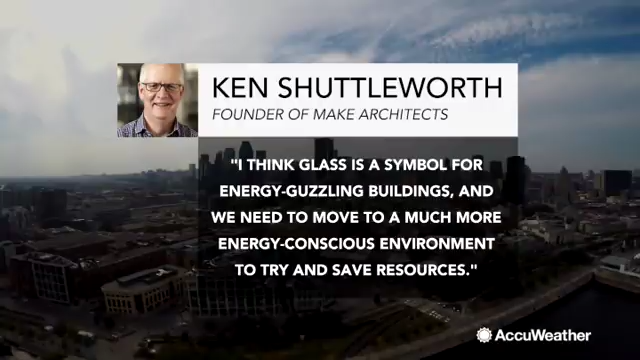 KEN SHUTTLEWORTH
FOUNDER OF MAKE ARCHITECTS
"I THINK GLASS IS A SYMBOL FOR
ENERGY-GUZZLING BUILDINGS, AND
WE NEED TO MOVE TO A MUCH MORE
ENERGY-CONSCIOUS ENVIRONMENT
TO TRY AND SAVE RESOURCES."
AccuWeather